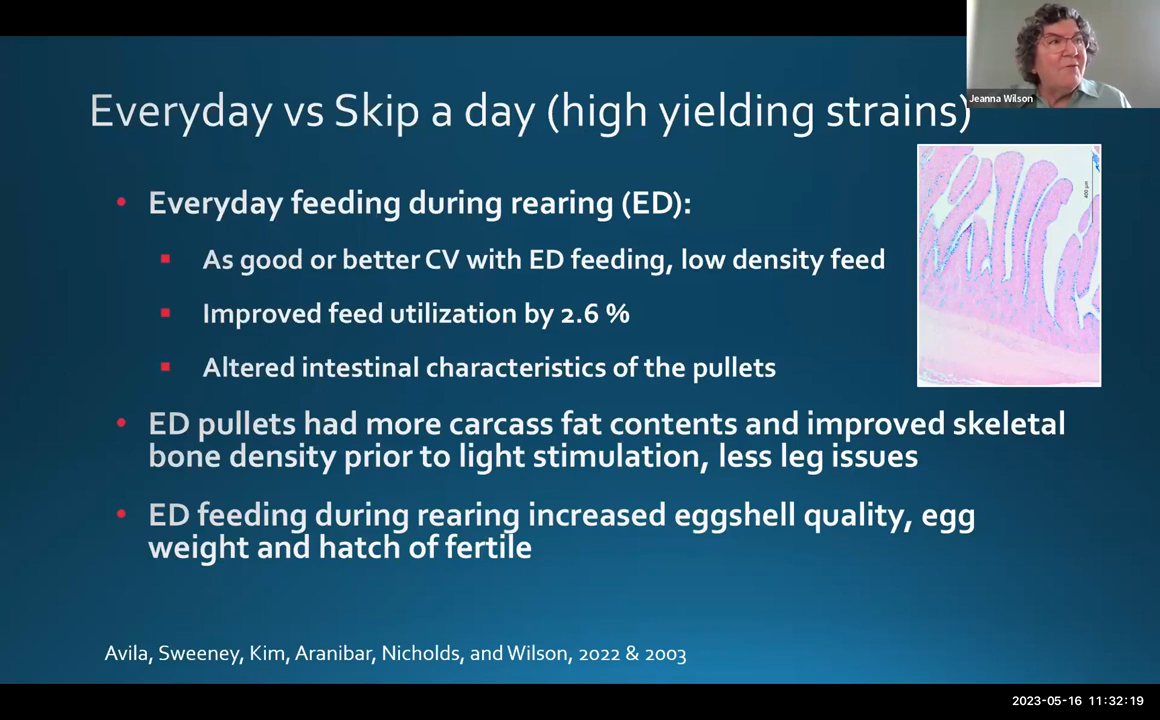 Jeanna Wilson
Everyday vs Skip a day (high yielding strains)
400 µm
• Everyday feeding during rearing (ED):
▪ As good or better CV with ED feeding, low density feed
▪ Improved feed utilization by 2.6 %
▪ Altered intestinal characteristics of the pullets
• ED pullets had more carcass fat contents and improved skeletal
bone density prior to light stimulation, less leg issues
• ED feeding during rearing increased eggshell quality, egg
weight and hatch of fertile
Avila, Sweeney, Kim, Aranibar, Nicholds, and Wilson, 2022 & 2003
2023-05-16 11:32:19